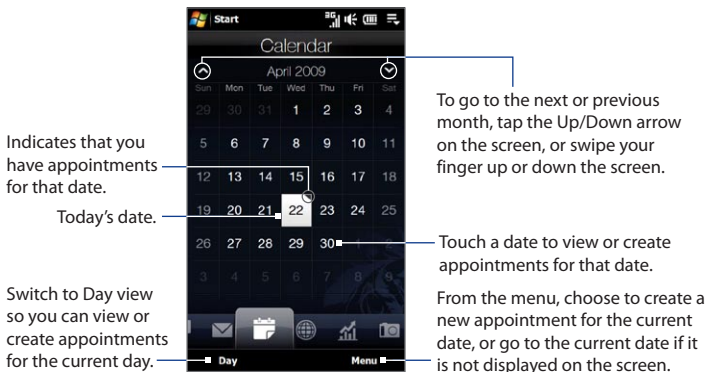 Start
3G
Calendar
April 2009
Sun Mon Tue Wed Thu Fri Sat
29 30 31 1 2 3 4
5 6 7 8 9 10 11
12 13 14 15 16 17 18
19 20 21 22 23 24 25
26 27 28 29 30 1 2
3 4 5 6 7 8 9
Day Menu
Indicates that you
have appointments
for that date.
Today’s date.
Switch to Day view
so you can view or
create appointments
for the current day.
To go to the next or previous
month, tap the Up/Down arrow
on the screen, or swipe your
finger up or down the screen.
Touch a date to view or create
appointments for that date.
From the menu, choose to create a
new appointment for the current
date, or go to the current date if it
is not displayed on the screen.